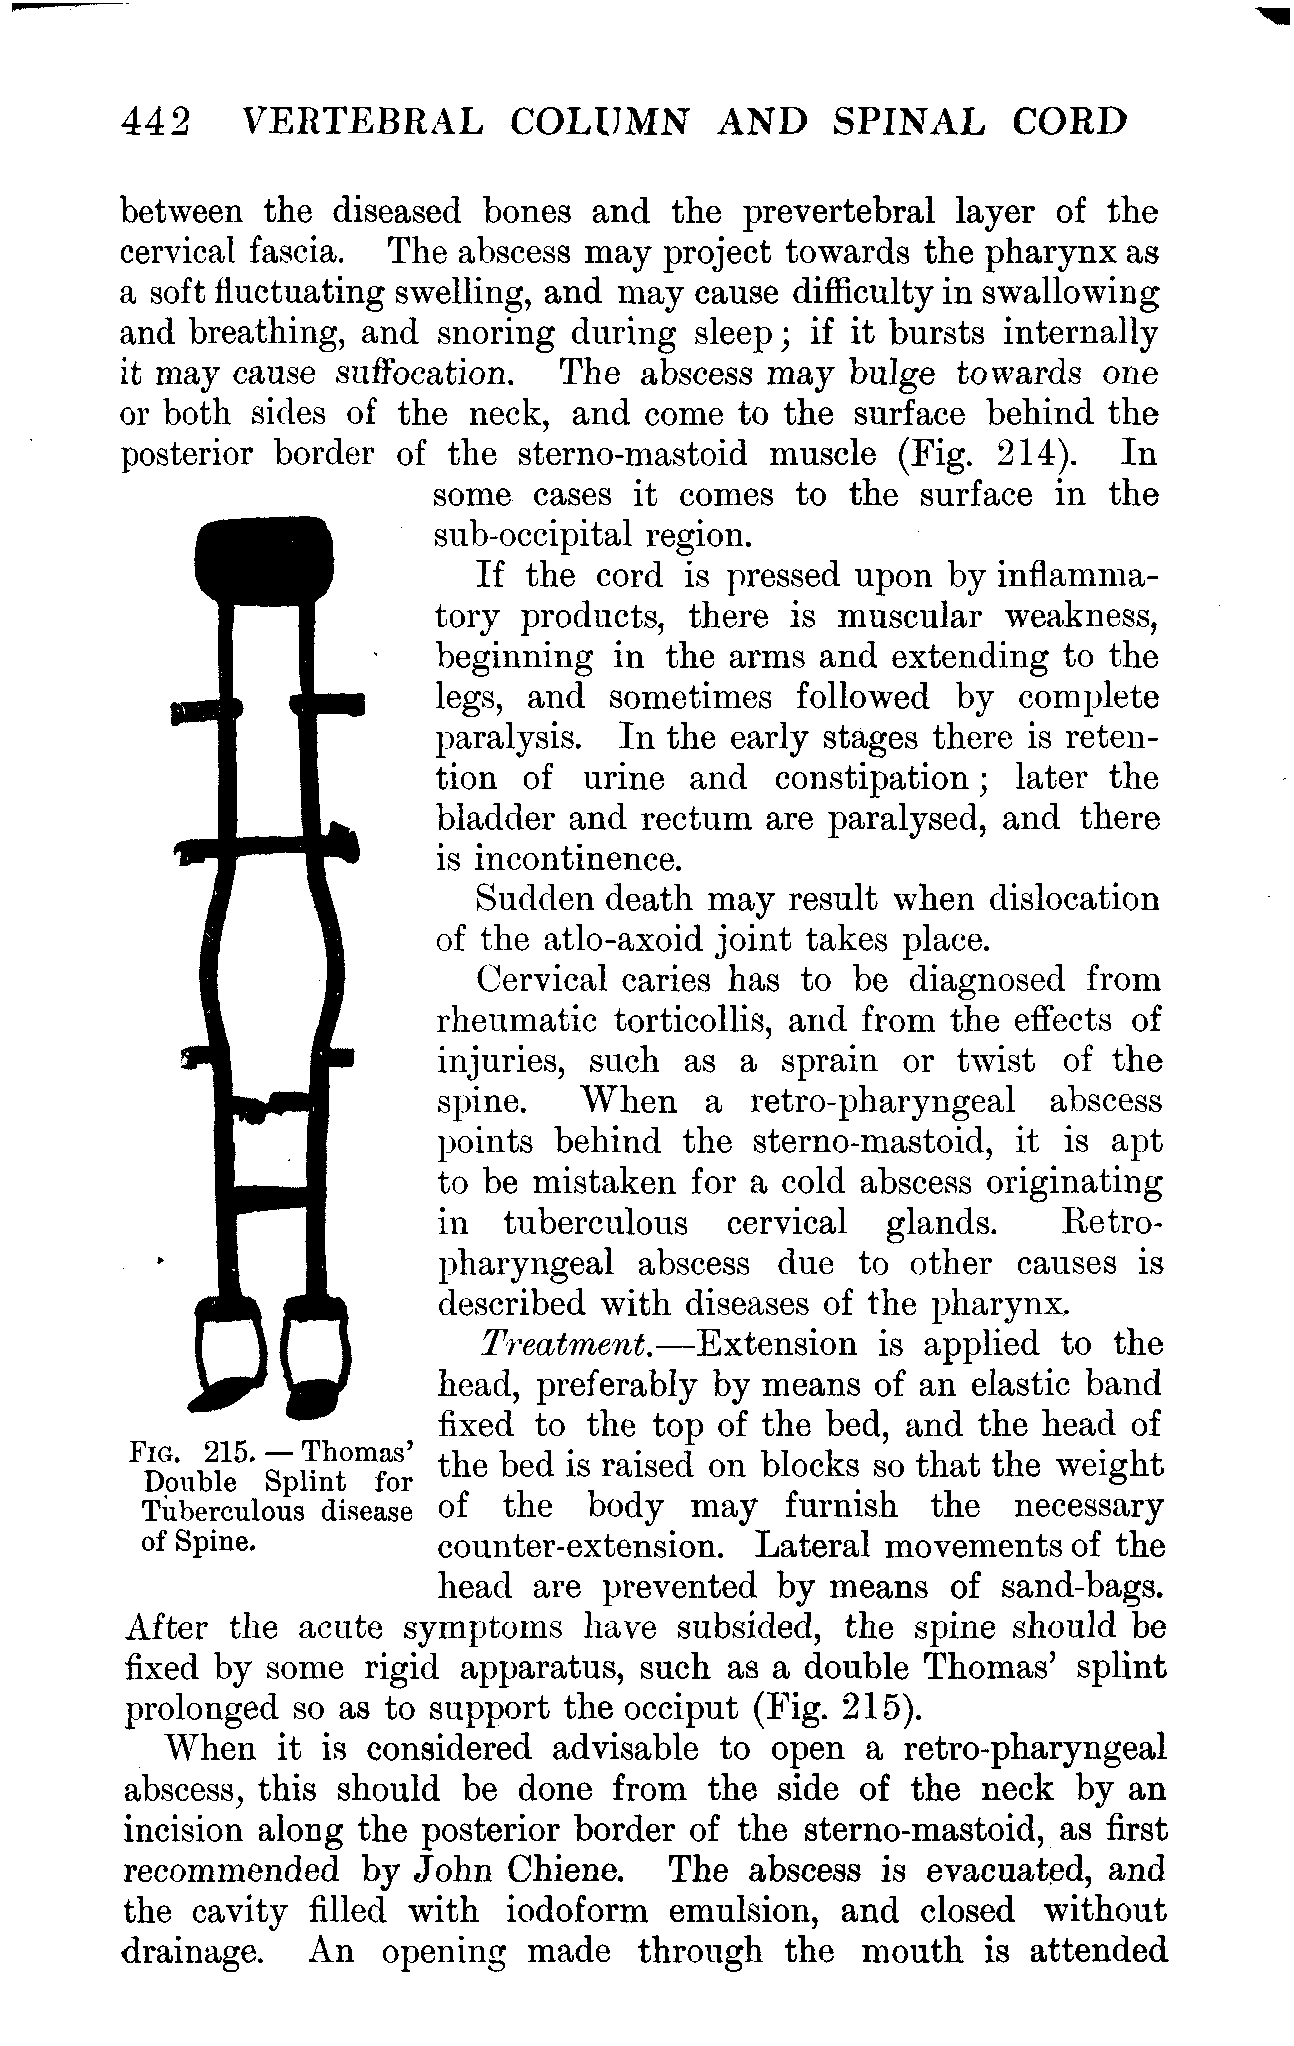 442 VERTEBRAL COLUMN AND SPINAL CORD
between the diseased bones and the prevertebral layer of the
cervical fascia. The abscess may project towards the pharynx as
a soft fluctuating swelling, and may cause difficulty in swallowing
and breathing, and snoring during sleep; if it bursts internally
it may cause suffocation. The abscess may bulge towards one
or both sides of the neck, and come to the surface behind the
posterior border of the sterno-mastoid muscle (Fig. 214). In
some cases it comes to the surface in the
sub-occipital region.
If the cord is pressed upon by inflamma-
tory products, there is muscular weakness,
beginning in the arms and extending to the
legs, and sometimes followed by complete
paralysis. In the early stages there is reten-
tion of urine and constipation; later the
bladder and rectum are paralysed, and there
is incontinence.
Sudden death may result when dislocation
of the atlo-axoid joint takes place.
Cervical caries has to be diagnosed from
rheumatic torticollis, and from the effects of
injuries, such as a sprain or twist of the
spine. When a retro-pharyngeal abscess
points behind the sterno-mastoid, it is apt
to be mistaken for a cold abscess originating
in tuberculous cervical glands. Retro-
pharyngeal abscess due to other causes is
described with diseases of the pharynx.
Treatment.—Extension is applied to the
head, preferably by means of an elastic band
fixed to the top of the bed, and the head of
the bed is raised on blocks so that the weight
of the body may furnish the necessary
counter-extension. Lateral movements of the
head are prevented by means of sand-bags.
FIG. 215. — Thomas'
Double Splint for
Tuberculous disease
of Spine.
After the acute symptoms have subsided, the spine should be
fixed by some rigid apparatus, such as a double Thomas' splint
prolonged so as to support the occiput (Fig. 215).
When it is considered advisable to open a retro-pharyngeal
abscess, this should be done from the side of the neck by an
incision along the posterior border of the sterno-mastoid, as first
recommended by John Chiene. The abscess is evacuated, and
the cavity filled with iodoform emulsion, and closed without
drainage. An opening made through the mouth is attended